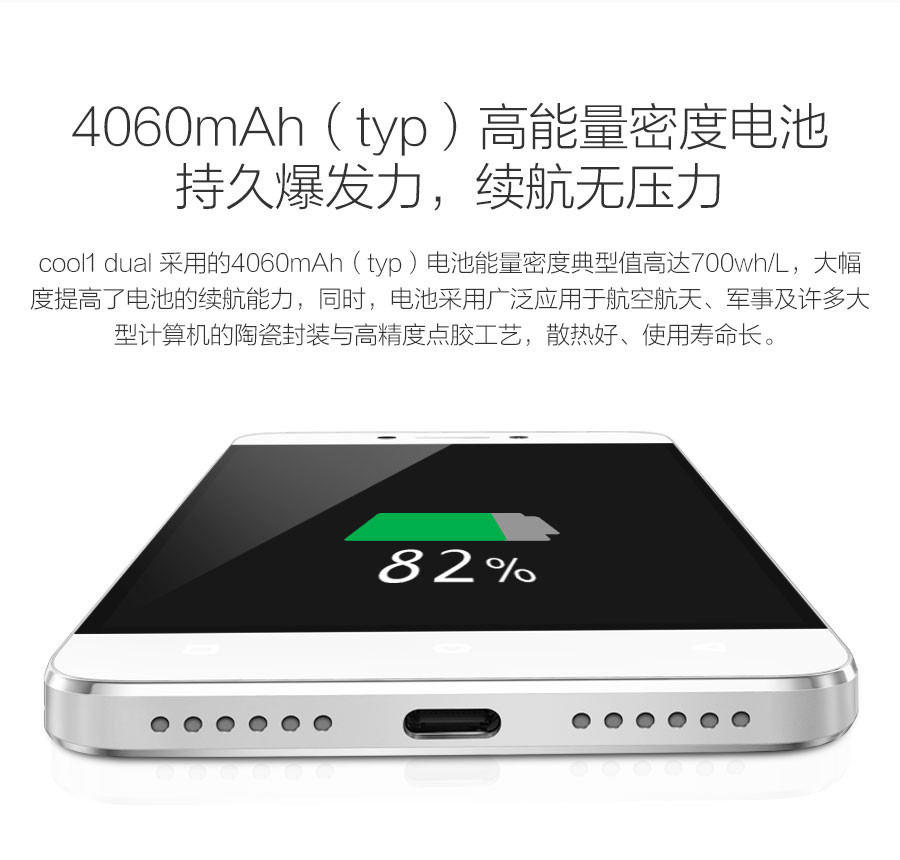 4060mAh（typ）高能量密度电池
持久爆发力，续航无压力
cool1 dual 采用的4060mAh（typ）电池能量密度典型值高达700wh/L，大幅
度提高了电池的续航能力，同时，电池采用广泛应用于航空航天、军事及许多大
型计算机的陶瓷封装与高精度点胶工艺，散热好、使用寿命长。
82%